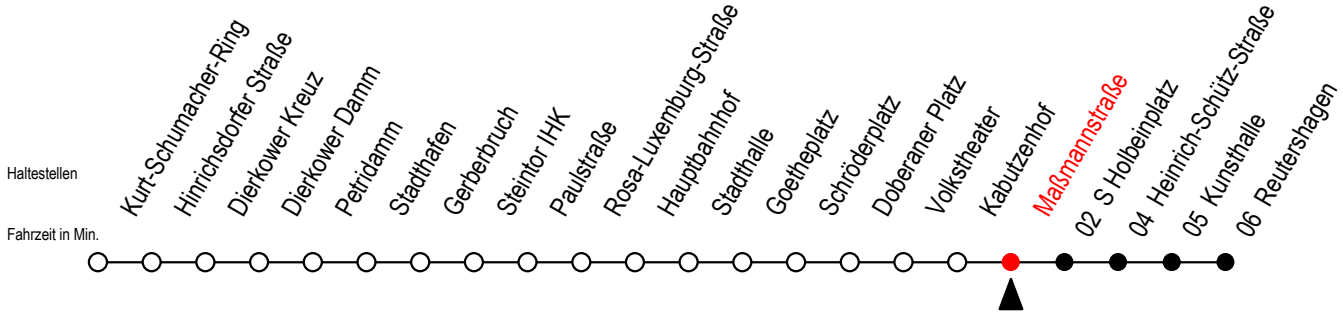 Haltestellen
Fahrzeit in Min.
Kurt-Schumacher-Ring
Hinrichsdorfer Straße
Dierkower Kreuz
Dierkower Damm
Petridamm
Stadthafen
Gerberbruch
Steintor IHK
Paulstraße
Rosa-Luxemburg-Straße
Hauptbahnhof
Stadthalle
Goetheplatz
Schröderplatz
Doberaner Platz
Volkstheater
Kabutzenhof
Maßmannstraße
02 S Holbeinplatz
04 Heinrich-Schütz-Straße
05 Kunsthalle
06 Reutershagen